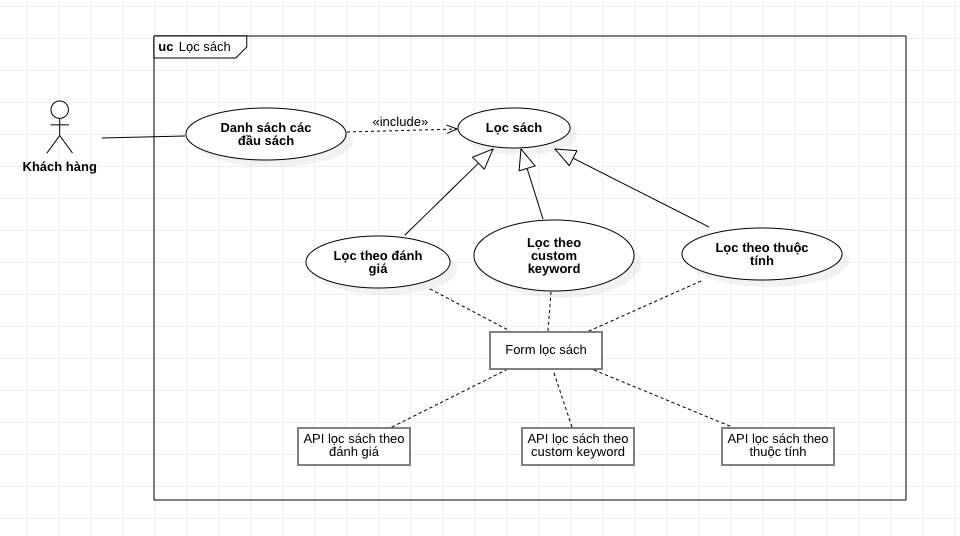 uc Lọc sách
Khách hàng
Danh sách các
đầu sách
«include»
Lọc sách
Lọc theo đánh
giá
Lọc theo
custom
keyword
Lọc theo thuộc
tính
Form lọc sách
API lọc sách theo
đánh giá
API lọc sách theo
custom keyword
API lọc sách theo
thuộc tính